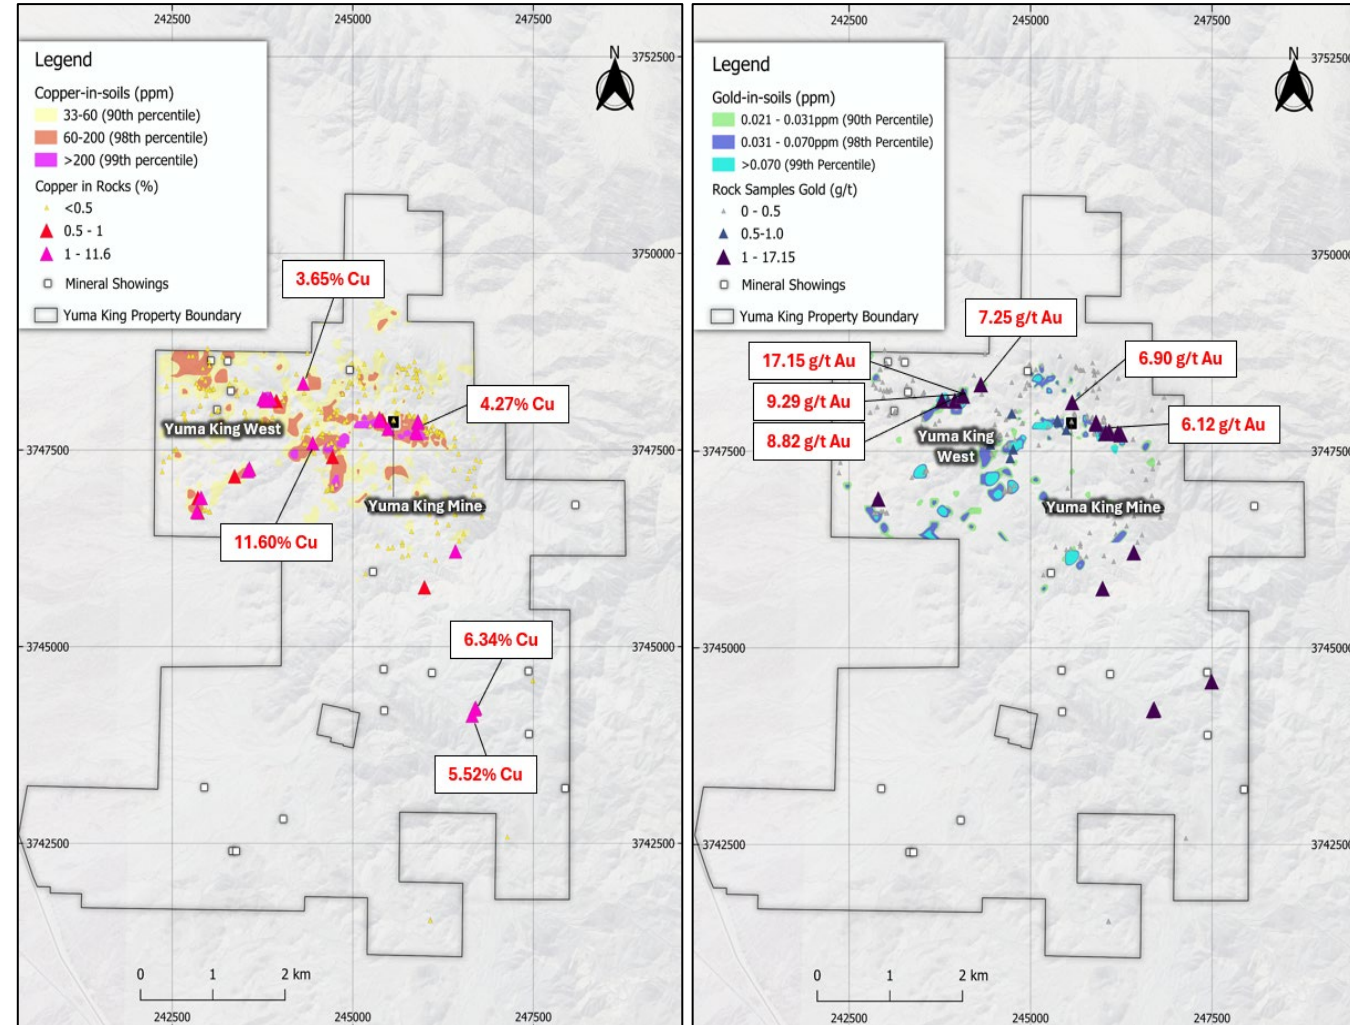 242500
245000
247500
Legend
Copper-in-soils (ppm)
33-60 (90th percentile)
60-200 (98th percentile)
>200 (99th percentile)
Copper in Rocks (%)
<0.5
0.5 - 1
1 - 11.6
Mineral Showings
Yuma King Property Boundary
N
3752500
3750000
3.65% Cu
4.27% Cu
Yuma King West
3747500
Yuma King Mine
11.60% Cu
6.34% Cu
3745000
5.52% Cu
3742500
0
1
2 km
242500
245000
247500
242500
245000
247500
Legend
Gold-in-soils (ppm)
0.021 - 0.031ppm (90th Percentile)
0.031 - 0.070ppm (98th Percentile)
>0.070 (99th Percentile)
Rock Samples Gold (g/t)
0 - 0.5
0.5-1.0
1 - 17.15
Mineral Showings
Yuma King Property Boundary
N
3752500
3750000
7.25 g/t Au
17.15 g/t Au
6.90 g/t Au
9.29 g/t Au
6.12 g/t Au
8.82 g/t Au
Yuma King
West
3747500
3747500
Yuma King Mine
3745000
3745000
3742500
3742500
0
1
2 km
242500
245000
247500